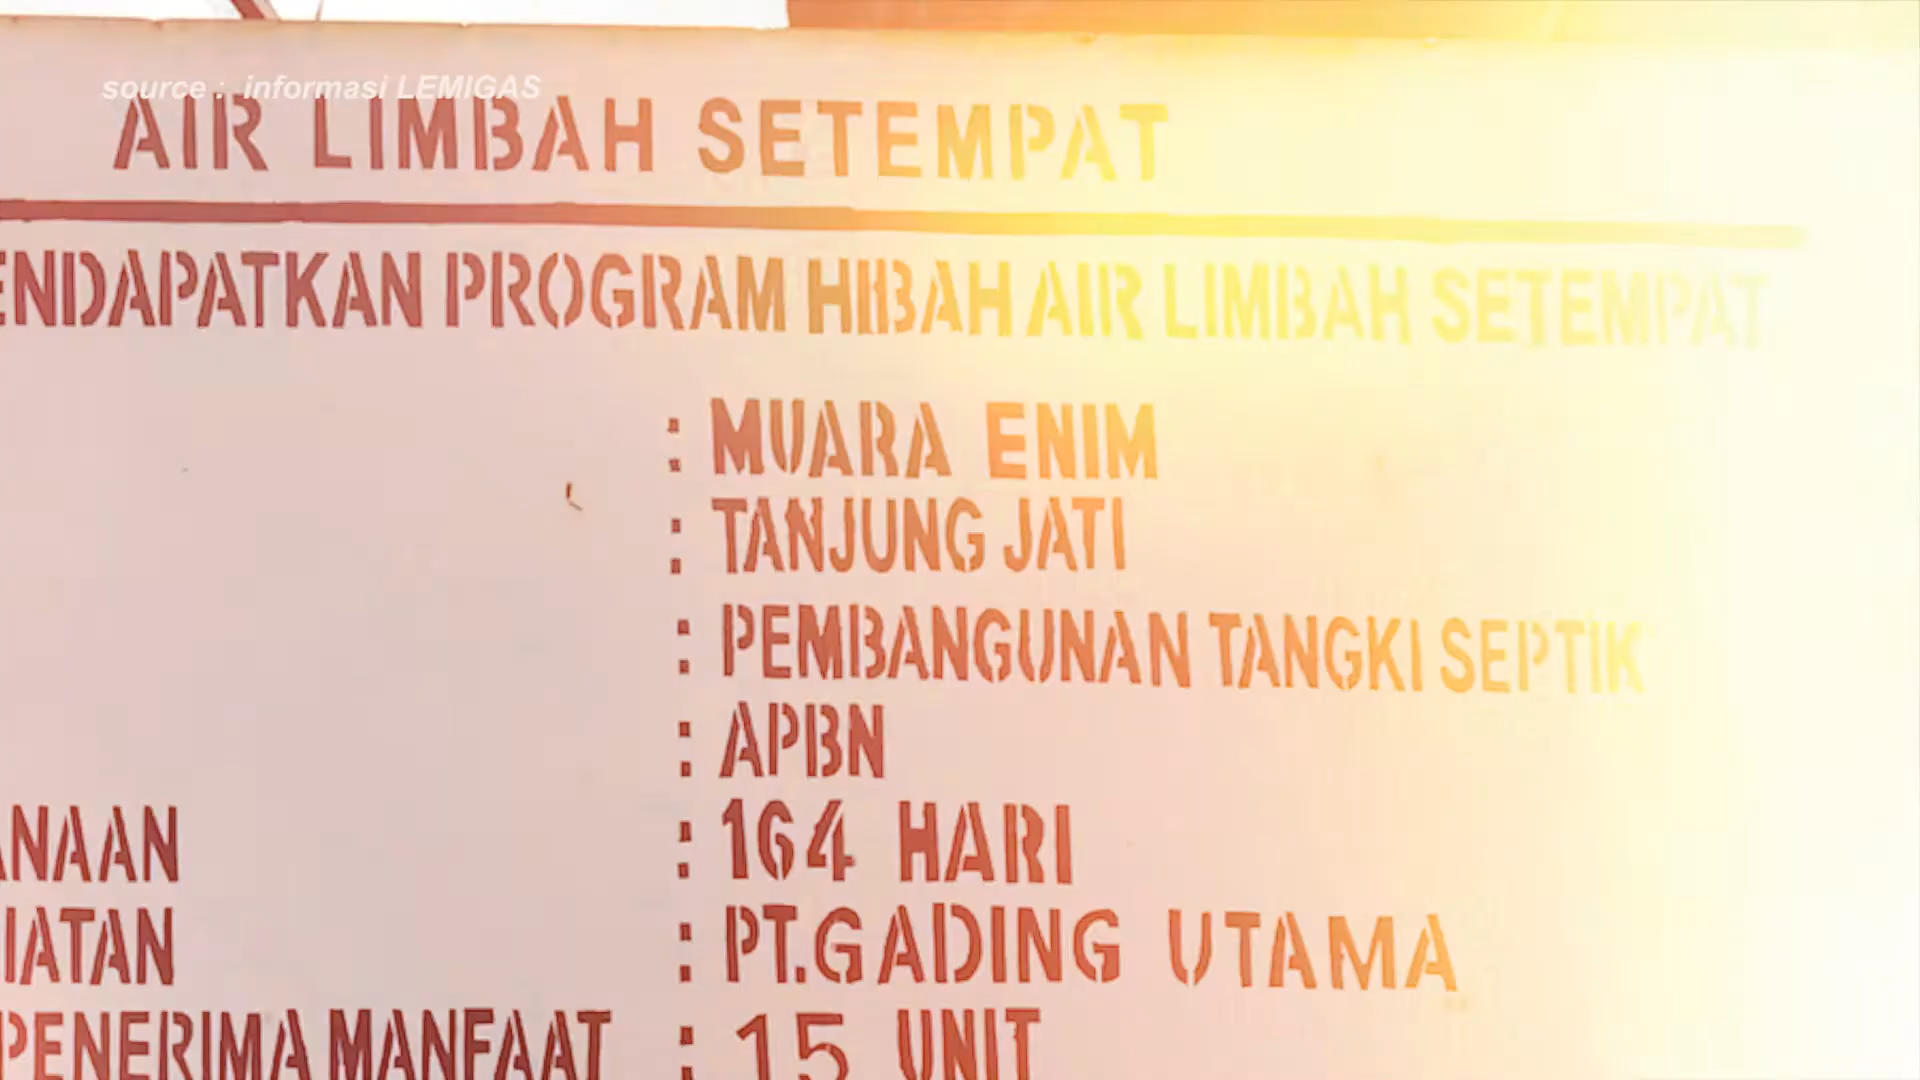 source : informasi LEMIGAS
AIR LIMBAH SETEMPAT
ENDAPATKAN PROGRAM HIBAH AIR LIMBAH SETEMPAT
: MUARA ENIM
: TANJUNG JATI
: PEMBANGUNAN TANGKI SEPTIK
: APBN
ANAAN : 164 HARI
IATAN : PT.GADING UTAMA
PENERIMA MANFAAT : 15 UNIT